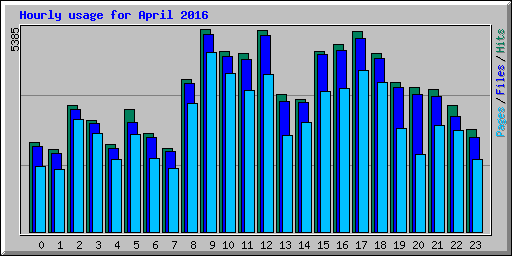 Hourly usage for April 2016
5385
Pages / Files / Hits
0 1 2 3 4 5 6 7 8 9 10 11 12 13 14 15 16 17 18 19 20 21 22 23